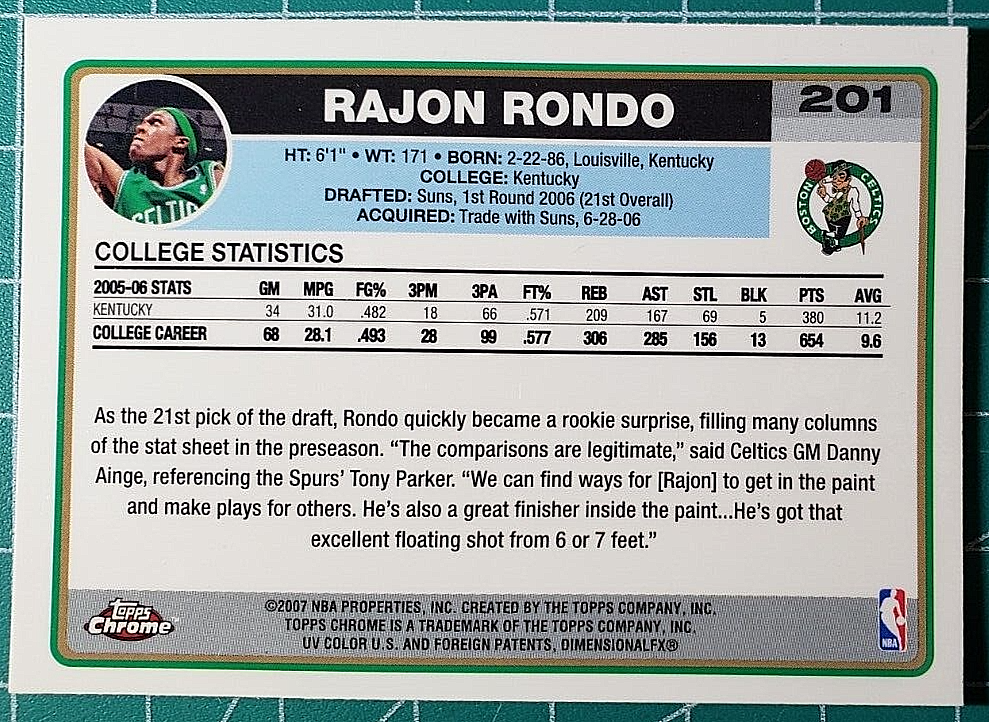 RAJON RONDO
201
HT: 6'1" • WT: 171 • BORN: 2-22-86, Louisville, Kentucky
COLLEGE: Kentucky
DRAFTED: Suns, 1st Round 2006 (21st Overall)
ACQUIRED: Trade with Suns, 6-28-06
CELTIC
BOSTON CELTICS
COLLEGE STATISTICS
2005-06 STATS GM MPG FG% 3PM 3PA FT% REB AST STL BLK PTS AVG
KENTUCKY 34 31.0 .482 18 66 .571 209 167 69 5 380 11.2
COLLEGE CAREER 68 28.1 .493 28 99 .577 306 285 156 13 654 9.6
As the 21st pick of the draft, Rondo quickly became a rookie surprise, filling many columns
of the stat sheet in the preseason. “The comparisons are legitimate,” said Celtics GM Danny
Ainge, referencing the Spurs’ Tony Parker. “We can find ways for [Rajon] to get in the paint
and make plays for others. He’s also a great finisher inside the paint...He’s got that
excellent floating shot from 6 or 7 feet.”
Topps
Chrome
©2007 NBA PROPERTIES, INC. CREATED BY THE TOPPS COMPANY, INC.
TOPPS CHROME IS A TRADEMARK OF THE TOPPS COMPANY, INC.
UV COLOR U.S. AND FOREIGN PATENTS, DIMENSIONALFX®
NBA